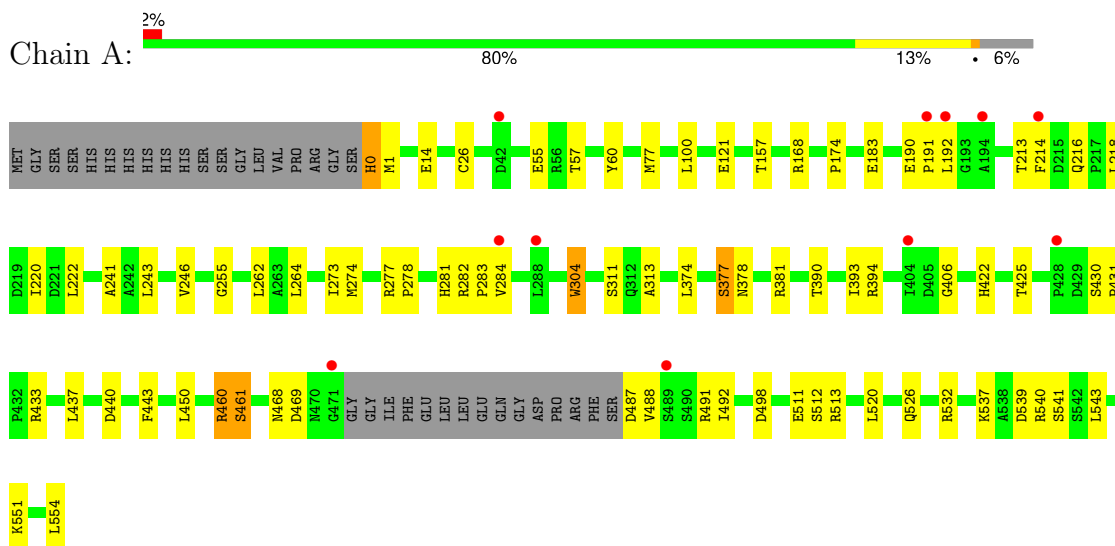 2%
Chain A:
80% 13% • 6%
MET GLY SER SER HIS HIS HIS HIS HIS HIS SER SER GLY LEU VAL PRO ARG GLY SER H0 M1 E14 C26 D42 E55 R56 T57 Y60 M77 L100 E121 T157 R168 P174 E183 E190 P191 L192 G193 A194 T213 F214 D215 Q216 P217 L218
D219 I220 D221 L222 A241 A242 L243 V246 G255 L262 A263 L264 I273 M274 R277 P278 H281 R282 P283 V284 L288 W304 S311 Q312 A313 L374 S377 N378 R381 T390 I393 R394 I404 D405 G406 H422 T425 P428 D429 S430
P432 R433 L437 D440 F443 L450 R460 S461 N468 D469 N470 G471 GLY GLY ILE PHE GLU LEU LEU GLU GLN GLY ASP PRO ARG PHE SER D487 V488 S489 S490 R491 I492 D498 E511 S512 R513 L520 Q526 R532 K537 A538 D539 R540 S541 S542 L543
K551 L554